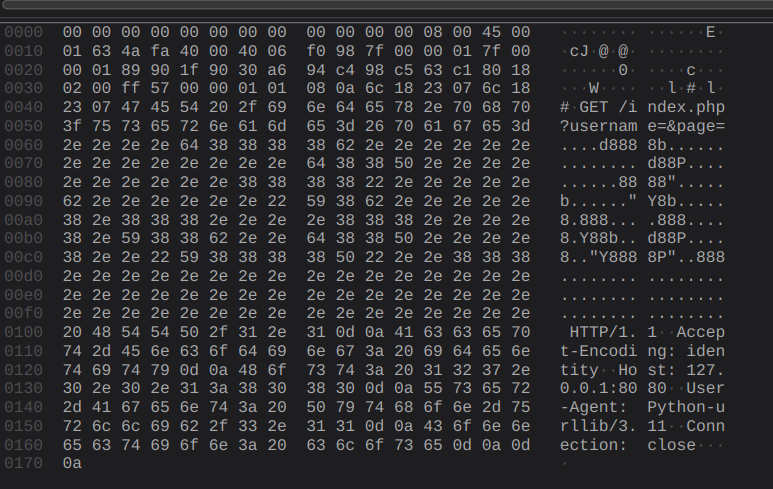 0000 00 00 00 00 00 00 00 00 00 00 00 00 08 00 45 00 ········ ······E·
0010 01 63 4a fa 40 00 40 06 f0 98 7f 00 00 01 7f 00 ·cJ·@·@· ········
0020 00 01 89 90 1f 90 30 a6 94 c4 98 c5 63 c1 80 18 ······0· ····c···
0030 02 00 ff 57 00 00 01 01 08 0a 6c 18 23 07 6c 18 ···W···· ··l·#·l·
0040 23 07 47 45 54 20 2f 69 6e 64 65 78 2e 70 68 70 #·GET /i ndex.php
0050 3f 75 73 65 72 6e 61 6d 65 3d 26 70 61 67 65 3d ?usernam e=&page=
0060 2e 2e 2e 2e 64 38 38 38 38 62 2e 2e 2e 2e 2e 2e ....d888 8b......
0070 2e 2e 2e 2e 2e 2e 2e 2e 64 38 38 50 2e 2e 2e 2e ........ d88P....
0080 2e 2e 2e 2e 2e 2e 38 38 38 38 22 2e 2e 2e 2e 2e ......88 88".....
0090 62 2e 2e 2e 2e 2e 2e 22 59 38 62 2e 2e 2e 2e 2e b......" Y8b.....
00a0 38 2e 38 38 38 2e 2e 2e 2e 38 38 38 2e 2e 2e 2e 8.888... .888....
00b0 38 2e 59 38 38 62 2e 2e 64 38 38 50 2e 2e 2e 2e 8.Y88b.. d88P....
00c0 38 2e 2e 22 59 38 38 38 38 50 22 2e 2e 38 38 38 8.."Y888 8P"..888
00d0 2e 2e 2e 2e 2e 2e 2e 2e 2e 2e 2e 2e 2e 2e 2e 2e ........ ........
00e0 2e 2e 2e 2e 2e 2e 2e 2e 2e 2e 2e 2e 2e 2e 2e 2e ........ ........
00f0 2e 2e 2e 2e 2e 2e 2e 2e 2e 2e 2e 2e 2e 2e 2e 2e ........ ........
0100 20 48 54 54 50 2f 31 2e 31 0d 0a 41 63 63 65 70 HTTP/1. 1··Accep
0110 74 2d 45 6e 63 6f 64 69 6e 67 3a 20 69 64 65 6e t-Encodi ng: iden
0120 74 69 74 79 0d 0a 48 6f 73 74 3a 20 31 32 37 2e tity··Ho st: 127.
0130 30 2e 30 2e 31 3a 38 30 38 30 0d 0a 55 73 65 72 0.0.1:80 80··User
0140 2d 41 67 65 6e 74 3a 20 50 79 74 68 6f 6e 2d 75 -Agent: Python-u
0150 72 6c 6c 69 62 2f 33 2e 31 31 0d 0a 43 6f 6e 6e rllib/3. 11··Conn
0160 65 63 74 69 6f 6e 3a 20 63 6c 6f 73 65 0d 0a 0d ection: close···
0170 0a ·